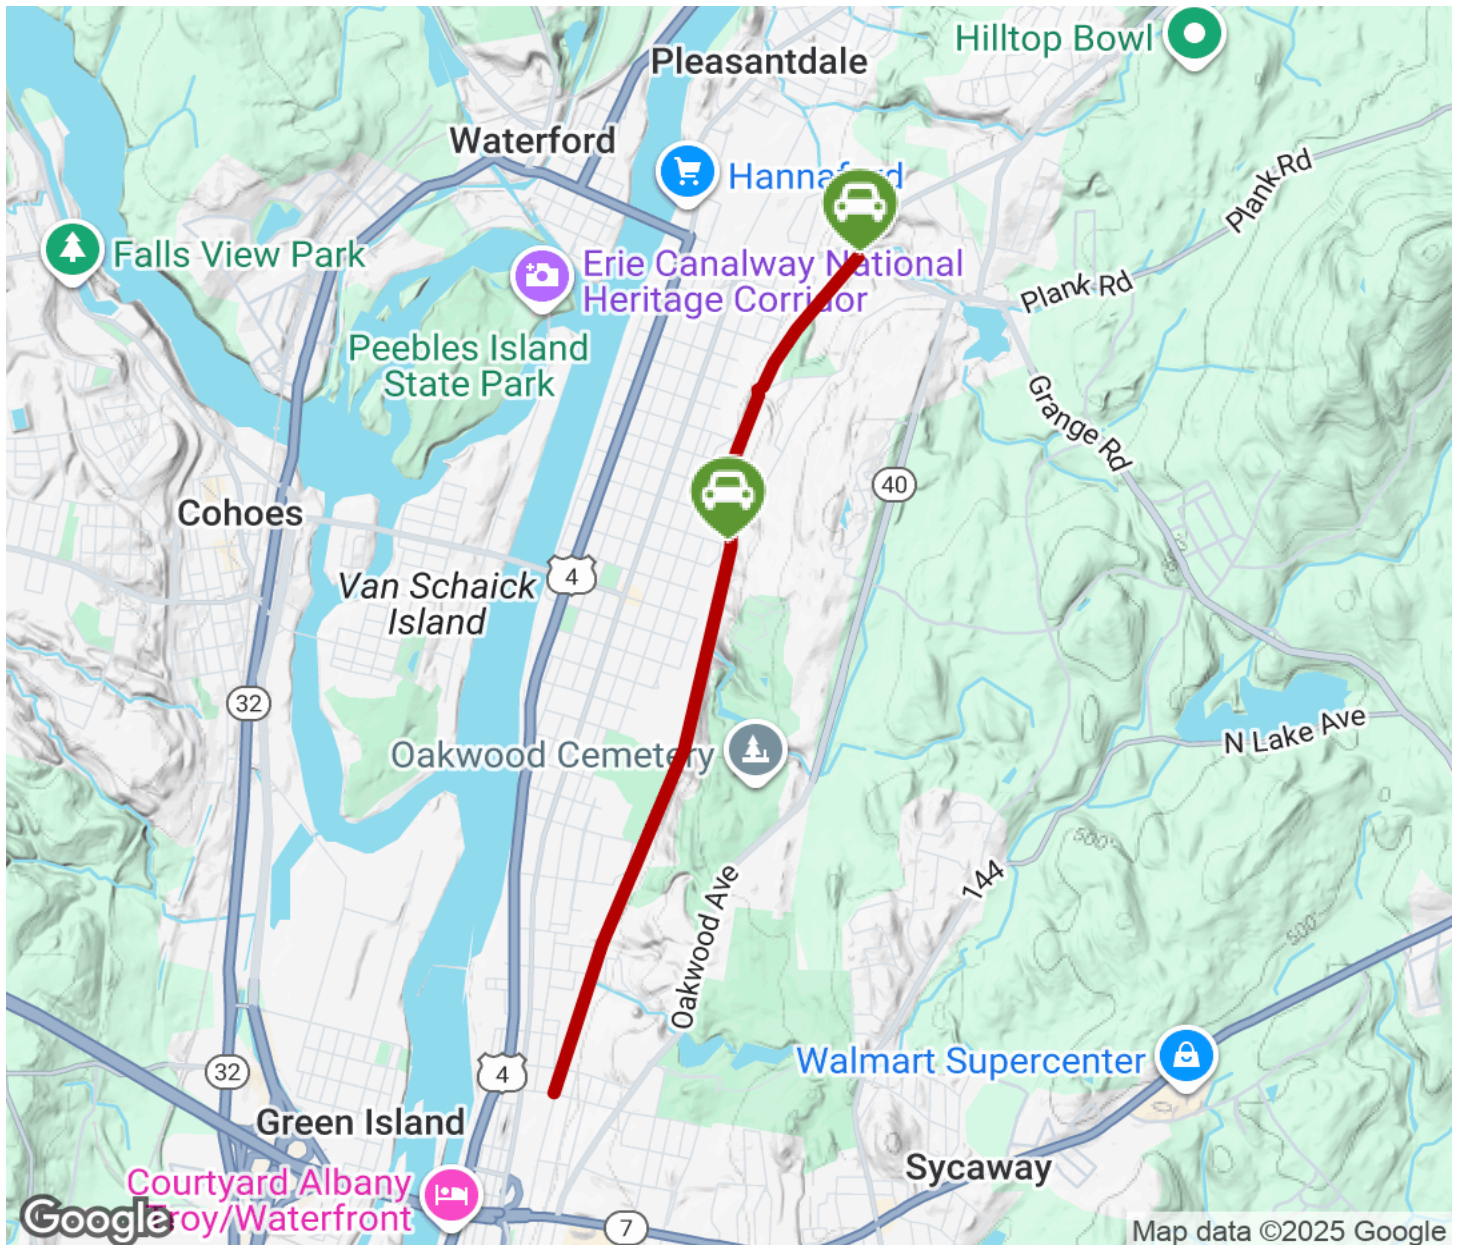 Hilltop Bowl
Pleasantdale
Waterford
Hannaford
Plank Rd
Falls View Park
Erie Canalway National
Heritage Corridor
Plank Rd
Peebles Island
State Park
Grange Rd
40
Cohoes
4
Van Schaick
Island
32
N Lake Ave
Oakwood Cemetery
500'
144
Oakwood Ave
500'
Walmart Supercenter
32
4
Green Island
Sycaway
Courtyard Albany
Troy/Waterfront
7
Google
Map data ©2025 Google